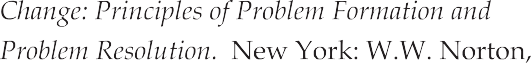 Change: Principles of Problem Formation and
Problem Resolution. New York: W.W. Norton,